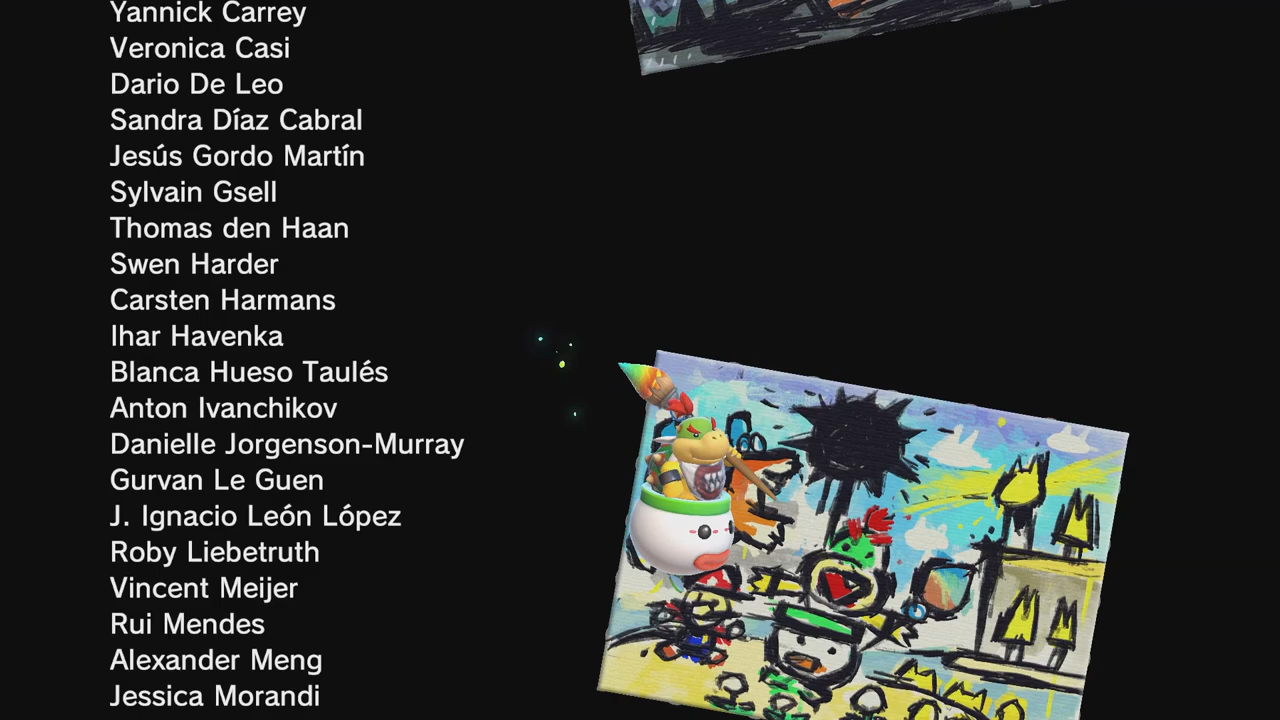 Yannick Carrey
Veronica Casi
Dario De Leo
Sandra Díaz Cabral
Jesús Gordo Martín
Sylvain Gsell
Thomas den Haan
Swen Harder
Carsten Harmans
Ihar Havenka
Blanca Hueso Taulés
Anton Ivanchikov
Danielle Jorgenson-Murray
Gurvan Le Guen
J. Ignacio León López
Roby Liebetruth
Vincent Meijer
Rui Mendes
Alexander Meng
Jessica Morandi